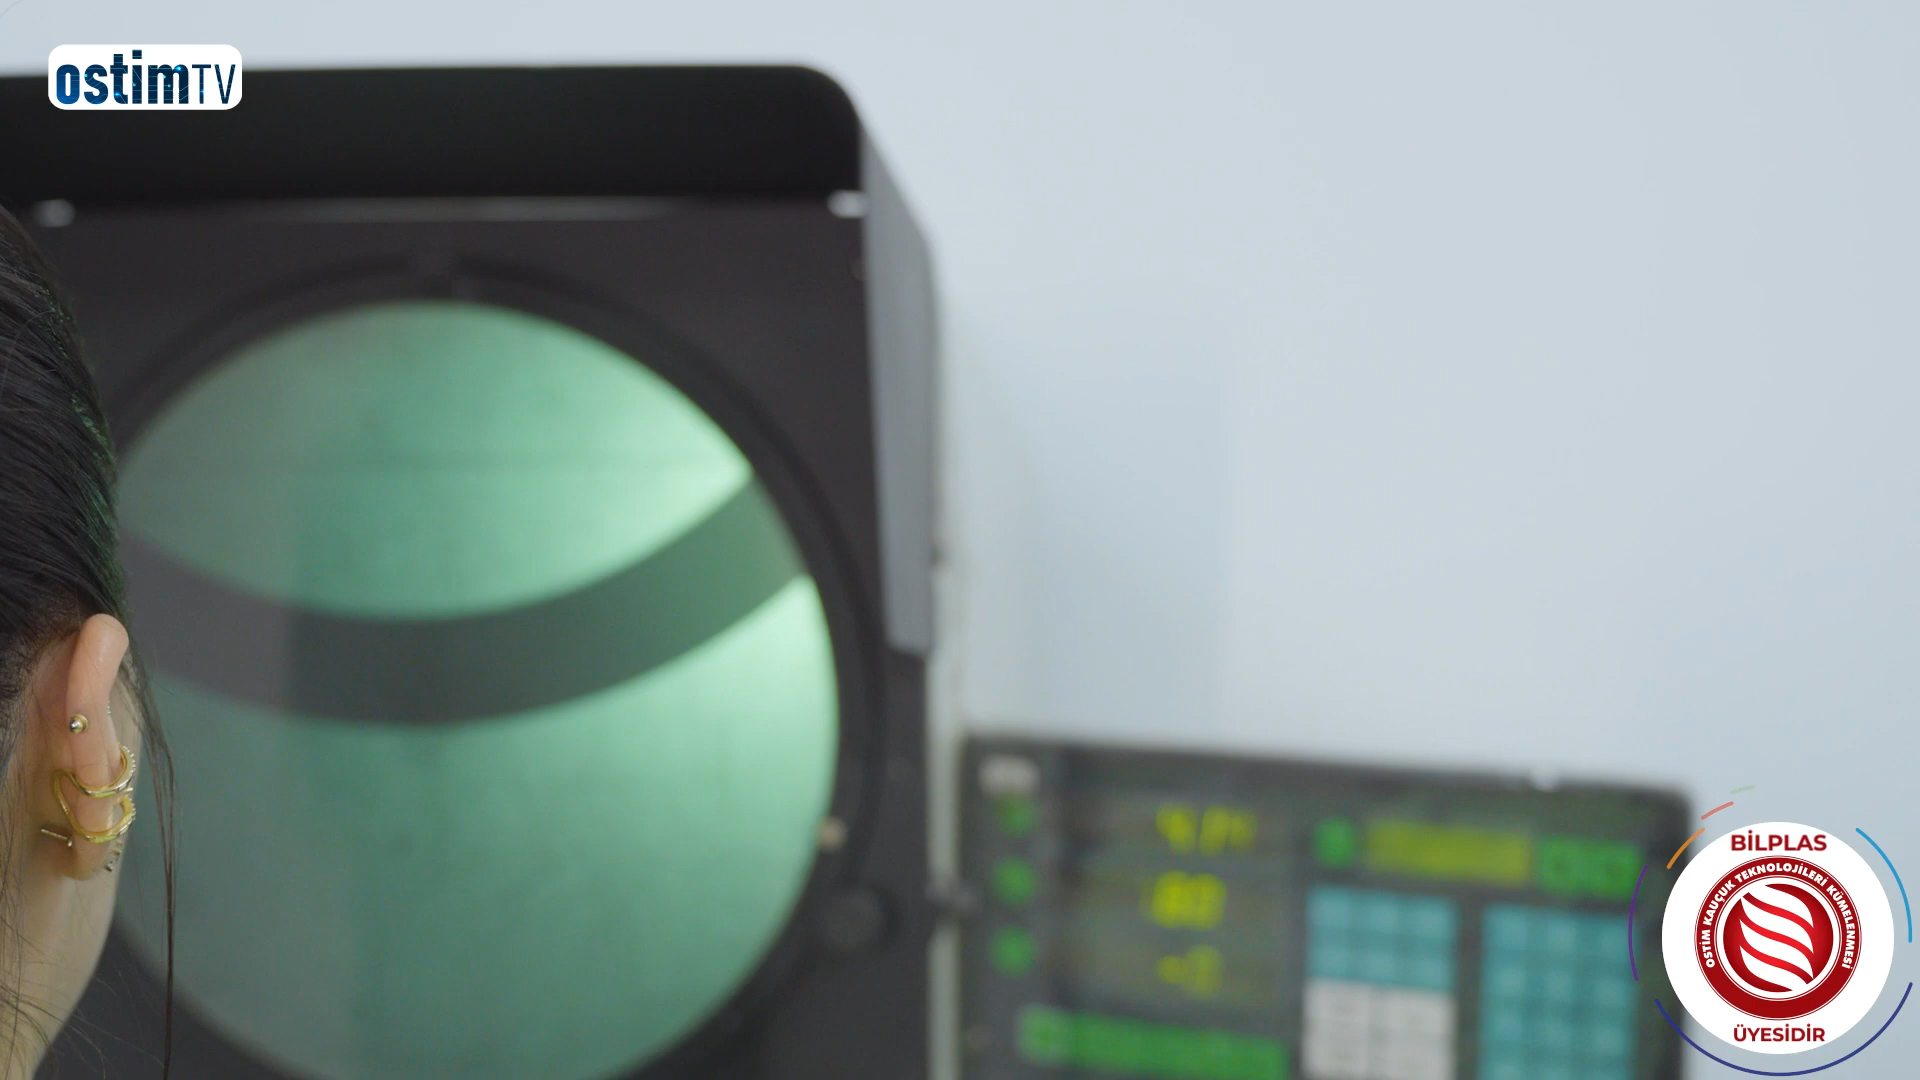 ostimTV
BİLPLAS
OSTİM KAUÇUK TEKNOLOJİLERİ KÜMELENMESİ
ÜYESİDİR